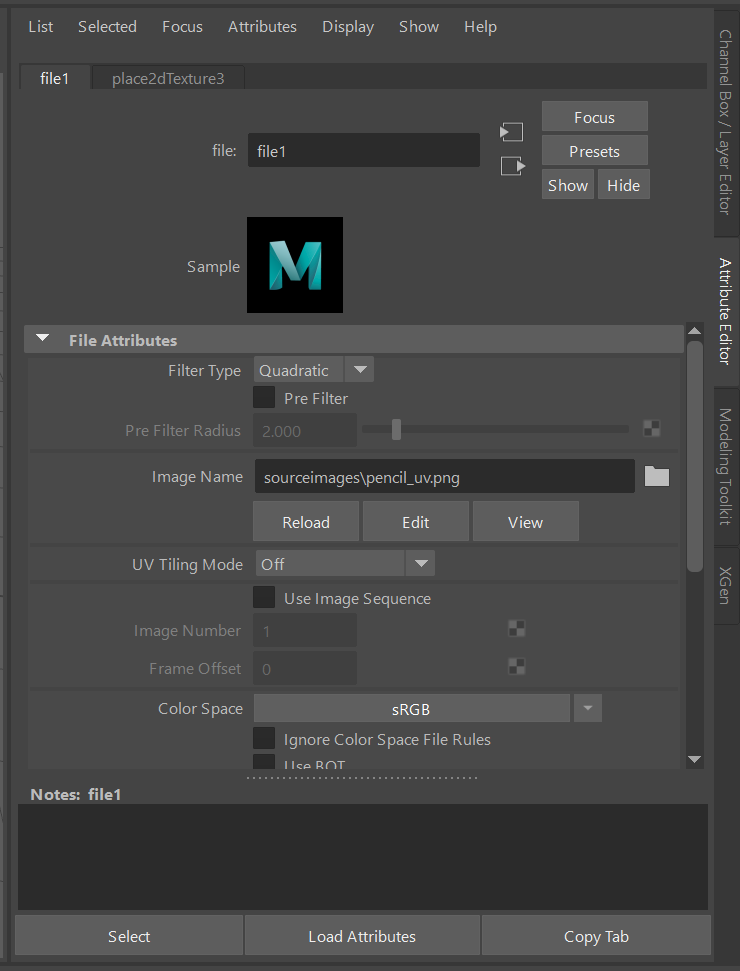 List Selected Focus Attributes Display Show Help
file1 place2dTexture3
file: file1
Focus
Presets
Show Hide
Sample
M
File Attributes
Filter Type Quadratic
Pre Filter
Pre Filter Radius 2.000
Image Name sourceimages\pencil_uv.png
Reload Edit View
UV Tiling Mode Off
Use Image Sequence
Image Number 1
Frame Offset 0
Color Space sRGB
Ignore Color Space File Rules
Use BOT
Notes: file1
Select Load Attributes Copy Tab
Channel Box / Layer Editor
Attribute Editor
Modeling Toolkit
XGen